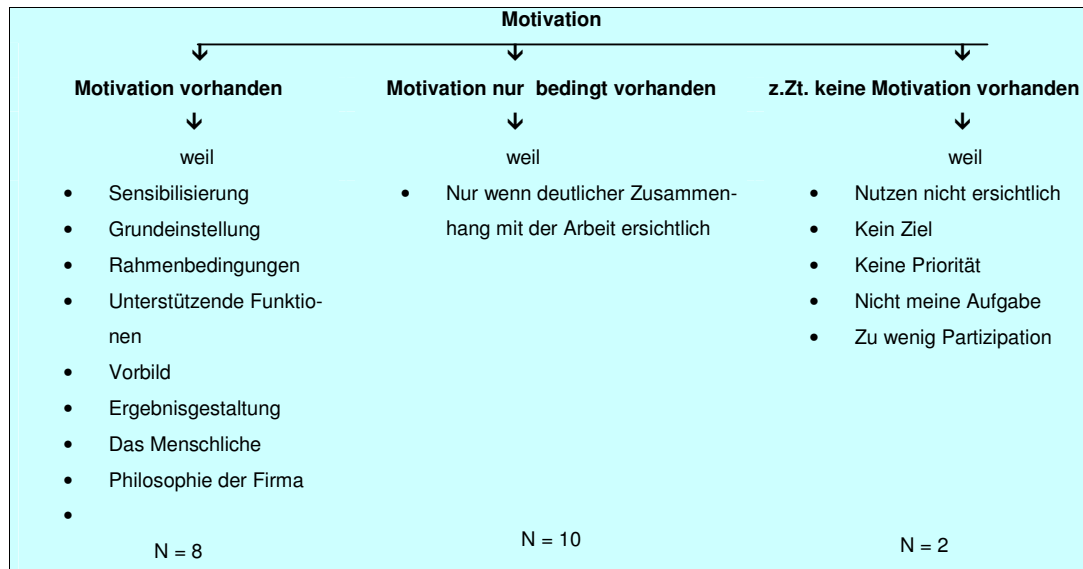 Motivation
Motivation vorhanden
weil
• Sensibilisierung
• Grundeinstellung
• Rahmenbedingungen
• Unterstützende Funktio-
nen
• Vorbild
• Ergebnisgestaltung
• Das Menschliche
• Philosophie der Firma
•
N = 8
Motivation nur bedingt vorhanden
weil
• Nur wenn deutlicher Zusammen-
hang mit der Arbeit ersichtlich
N = 10
z.Zt. keine Motivation vorhanden
weil
• Nutzen nicht ersichtlich
• Kein Ziel
• Keine Priorität
• Nicht meine Aufgabe
• Zu wenig Partizipation
N = 2